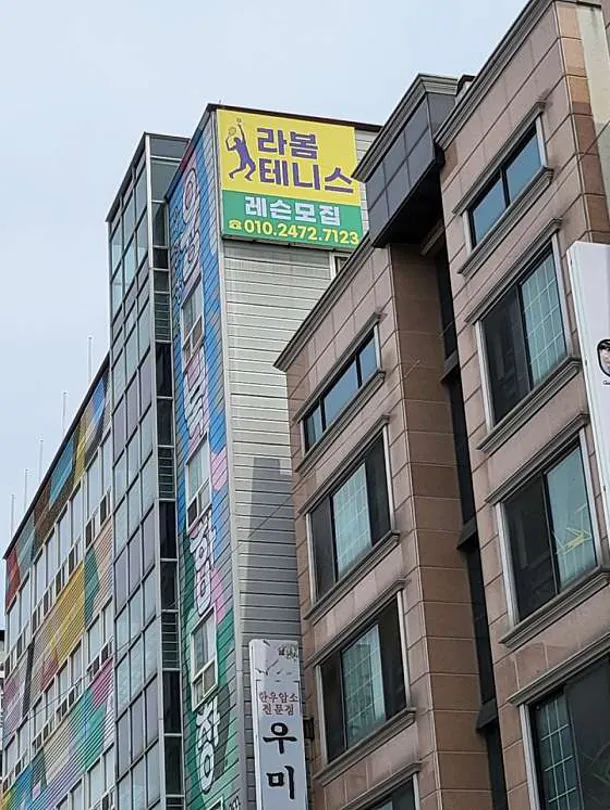 라봄
테니스
레슨모집
☎010.2472.7123
한우암소
전문점
우미